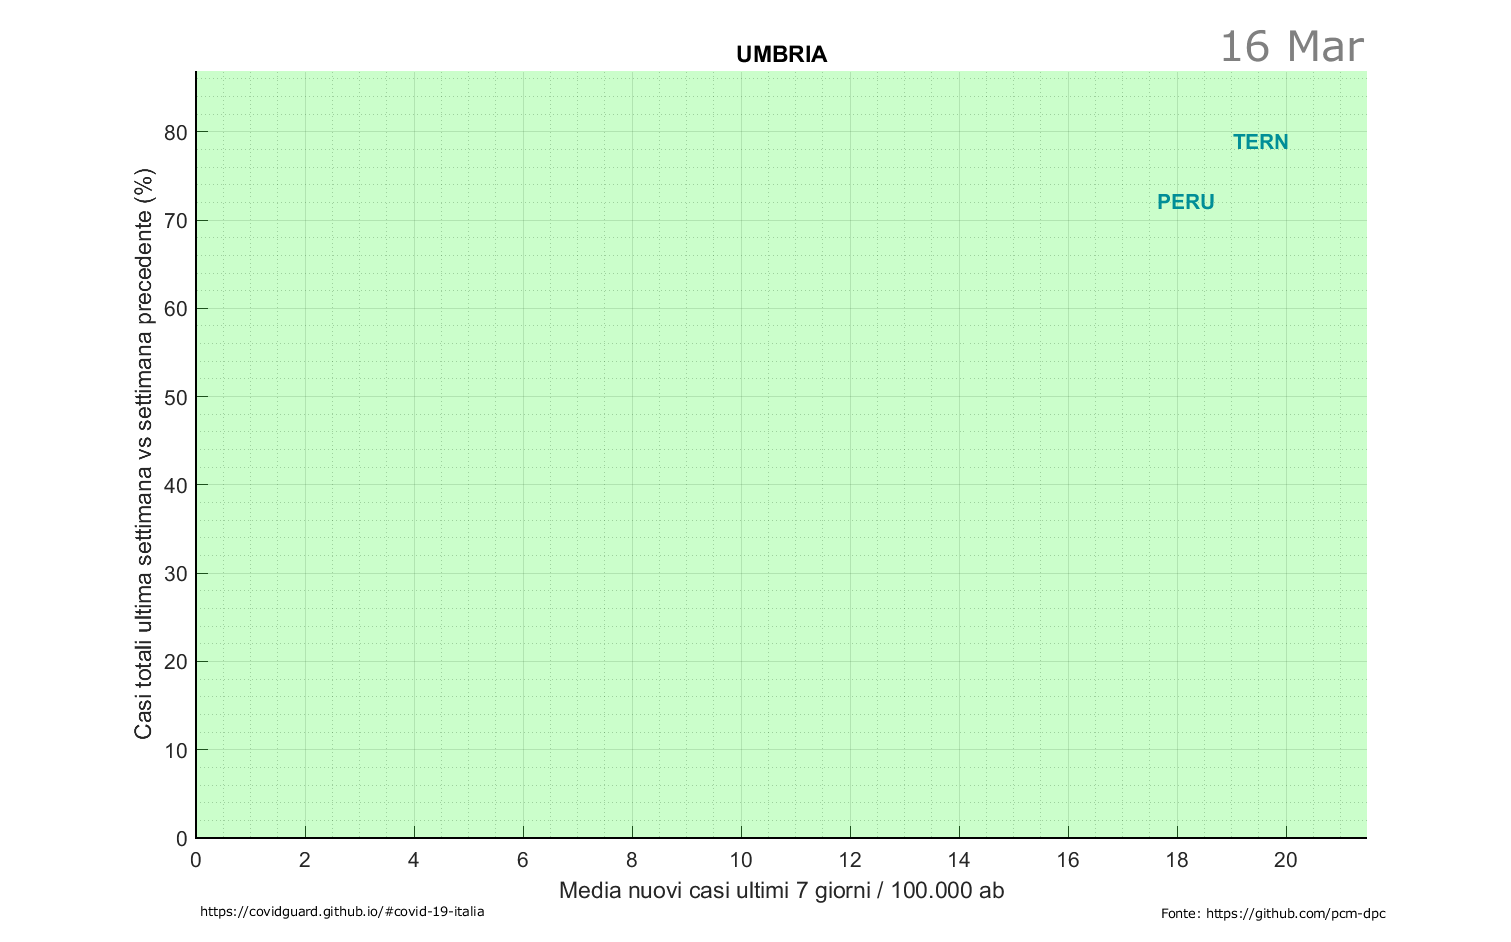 16 Mar
UMBRIA
Casi totali ultima settimana vs settimana precedente (%)
80
70
60
50
40
30
20
10
0
TERN
PERU
0 2 4 6 8 10 12 14 16 18 20
Media nuovi casi ultimi 7 giorni / 100.000 ab
https://covidguard.github.io/#covid-19-italia
Fonte: https://github.com/pcm-dpc